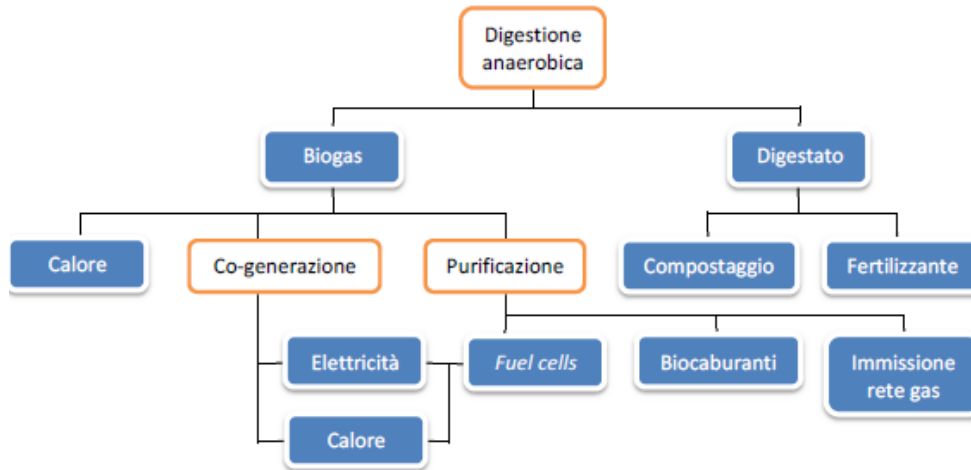 Digestione
anaerobica
Biogas
Digestato
Calore
Co-generazione
Purificazione
Compostaggio
Fertilizzante
Elettricità
Fuel cells
Biocaburanti
Immissione
rete gas
Calore